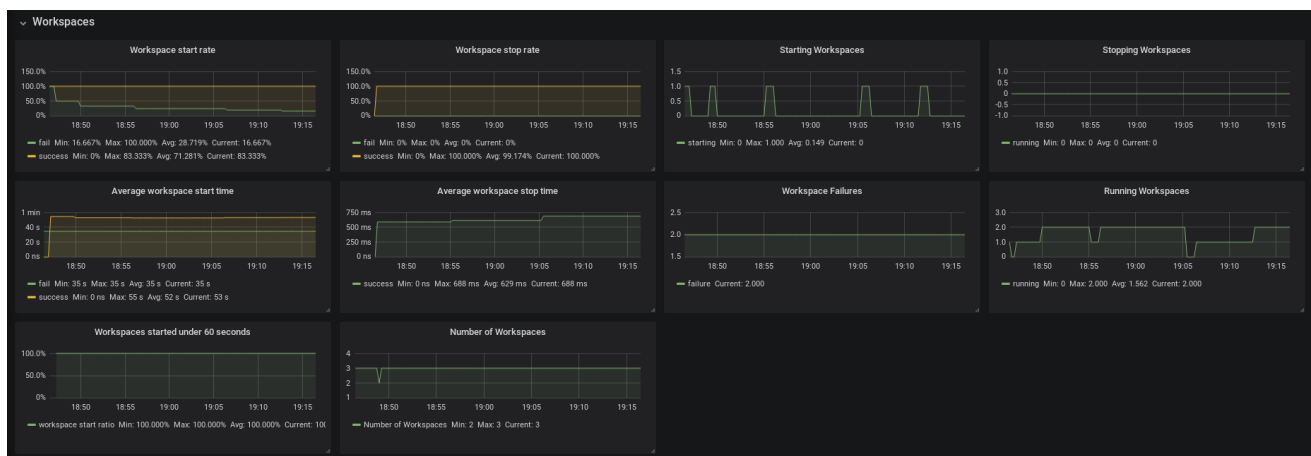 Workspaces
Workspace start rate
150.0%
100.0%
50.0%
0%
18:50 18:55 19:00 19:05 19:10 19:15
fail Min: 16.667% Max: 100.000% Avg: 28.719% Current: 16.667%
success Min: 0% Max: 83.333% Avg: 71.281% Current: 83.333%
Workspace stop rate
150.0%
100.0%
50.0%
0%
18:50 18:55 19:00 19:05 19:10 19:15
fail Min: 0% Max: 0% Avg: 0% Current: 0%
success Min: 0% Max: 100.000% Avg: 99.174% Current: 100.000%
Starting Workspaces
1.5
1.0
0.5
0
18:50 18:55 19:00 19:05 19:10 19:15
starting Min: 0 Max: 1.000 Avg: 0.149 Current: 0
Stopping Workspaces
1.0
0.5
0
-0.5
-1.0
18:50 18:55 19:00 19:05 19:10 19:15
running Min: 0 Max: 0 Avg: 0 Current: 0
Average workspace start time
1 min
40 s
20 s
0 ns
18:50 18:55 19:00 19:05 19:10 19:15
fail Min: 35 s Max: 35 s Avg: 35 s Current: 35 s
success Min: 0 ns Max: 55 s Avg: 52 s Current: 53 s
Average workspace stop time
750 ms
500 ms
250 ms
0 ns
18:50 18:55 19:00 19:05 19:10 19:15
success Min: 0 ns Max: 688 ms Avg: 629 ms Current: 688 ms
Workspace Failures
2.5
2.0
1.5
18:50 18:55 19:00 19:05 19:10 19:15
failure Current: 2.000
Running Workspaces
3.0
2.0
1.0
0
18:50 18:55 19:00 19:05 19:10 19:15
running Min: 0 Max: 2.000 Avg: 1.562 Current: 2.000
Workspaces started under 60 seconds
100.0%
50.0%
0%
18:50 18:55 19:00 19:05 19:10 19:15
workspace start ratio Min: 100.000% Max: 100.000% Avg: 100.000% Current:
Number of Workspaces
4
3
2
1
18:50 18:55 19:00 19:05 19:10 19:15
Number of Workspaces Min: 2 Max: 3 Current: 3